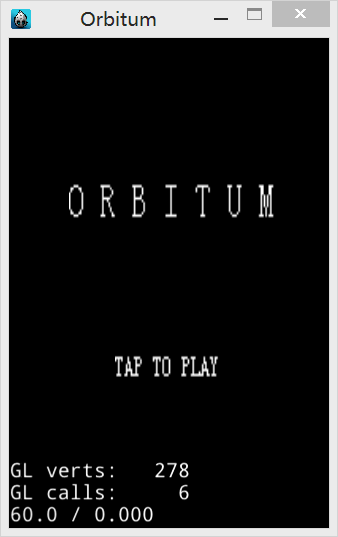 Orbitum
O R B I T U M
TAP TO PLAY
GL verts: 278
GL calls: 6
60.0 / 0.000